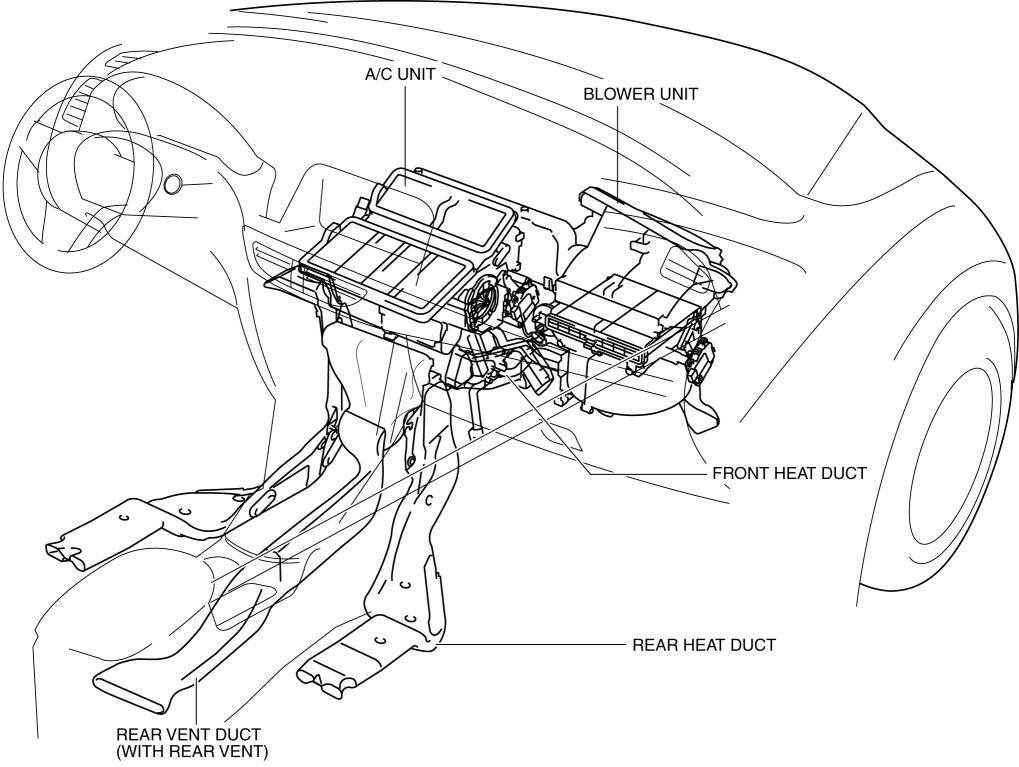 A/C UNIT
BLOWER UNIT
FRONT HEAT DUCT
REAR HEAT DUCT
REAR VENT DUCT
(WITH REAR VENT)